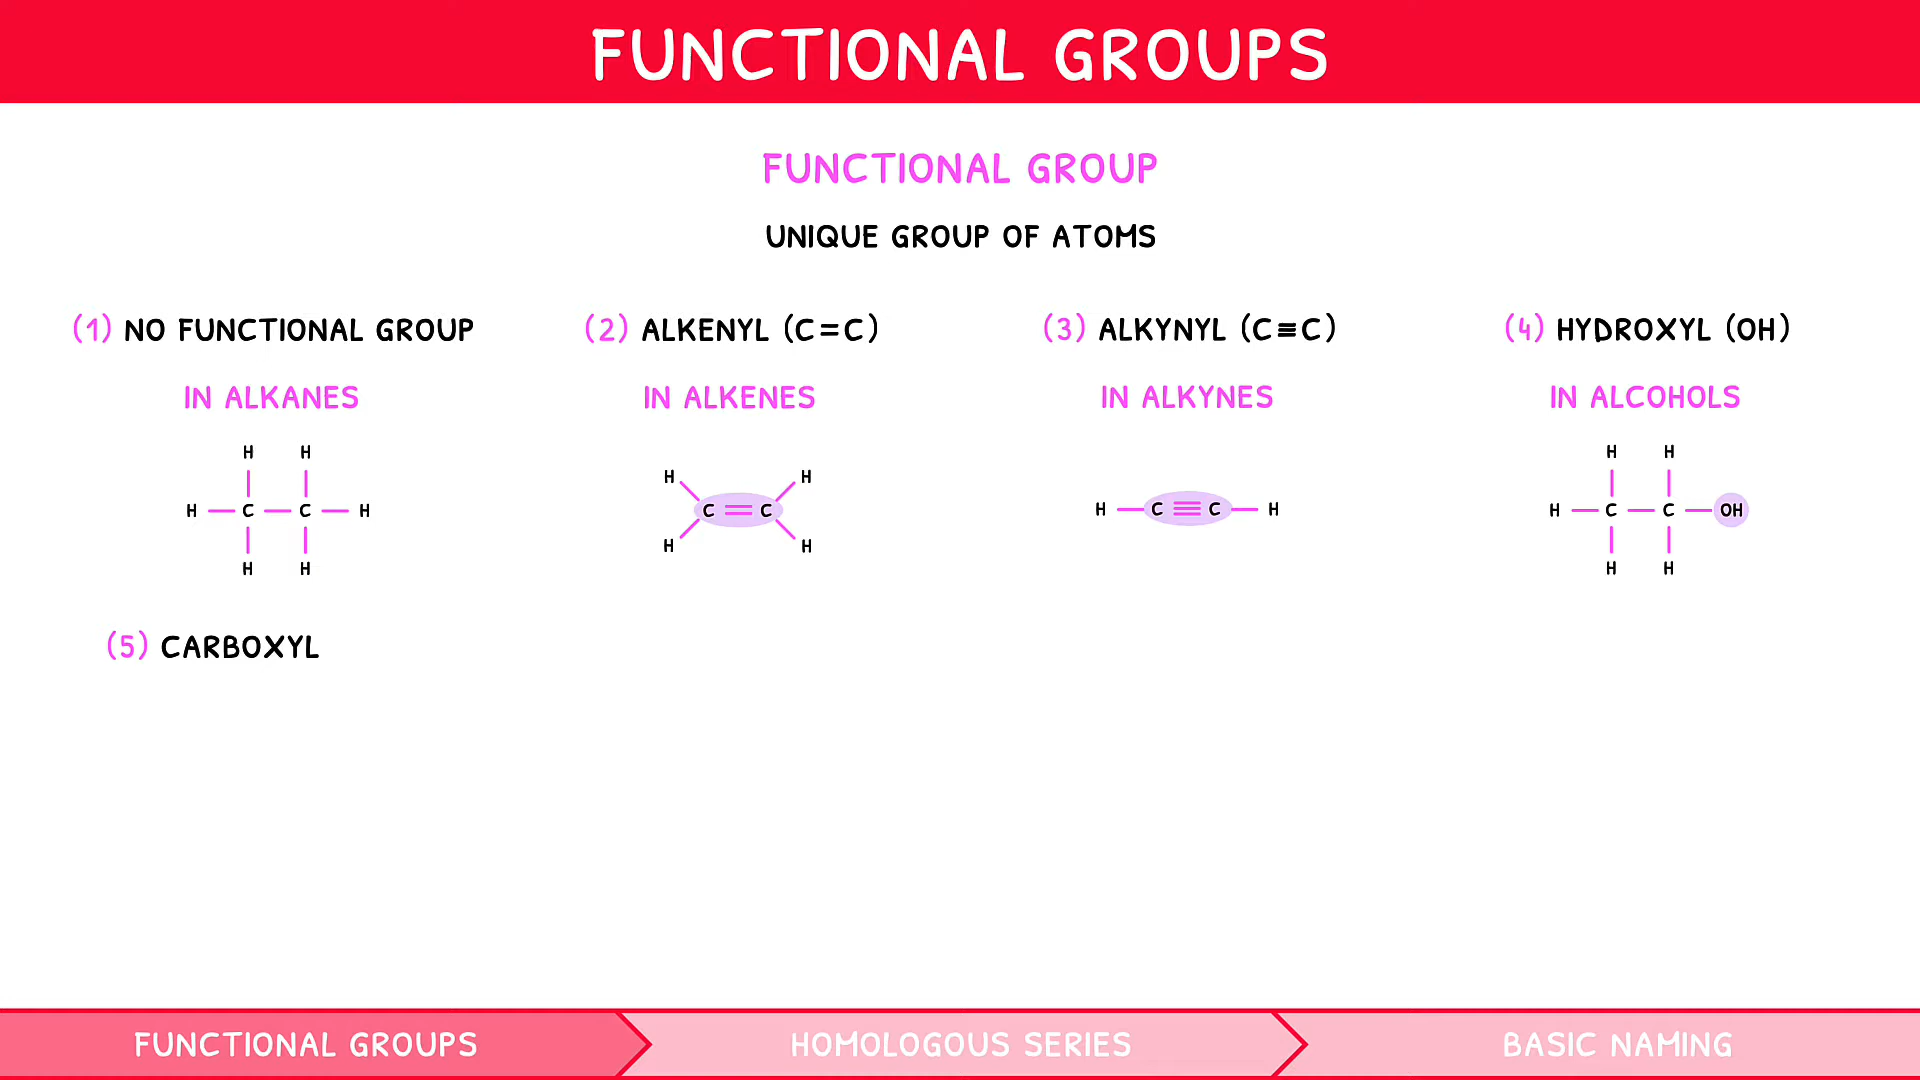 FUNCTIONAL GROUPS
FUNCTIONAL GROUP
UNIQUE GROUP OF ATOMS
(1) NO FUNCTIONAL GROUP
IN ALKANES
H H
H C C H
H H
(2) ALKENYL (C=C)
IN ALKENES
H H
C = C
H H
(3) ALKYNYL (C≡C)
IN ALKYNES
H C ≡ C H
(4) HYDROXYL (OH)
IN ALCOHOLS
H H
H C C OH
H H
(5) CARBOXYL
FUNCTIONAL GROUPS
HOMOLOGOUS SERIES
BASIC NAMING